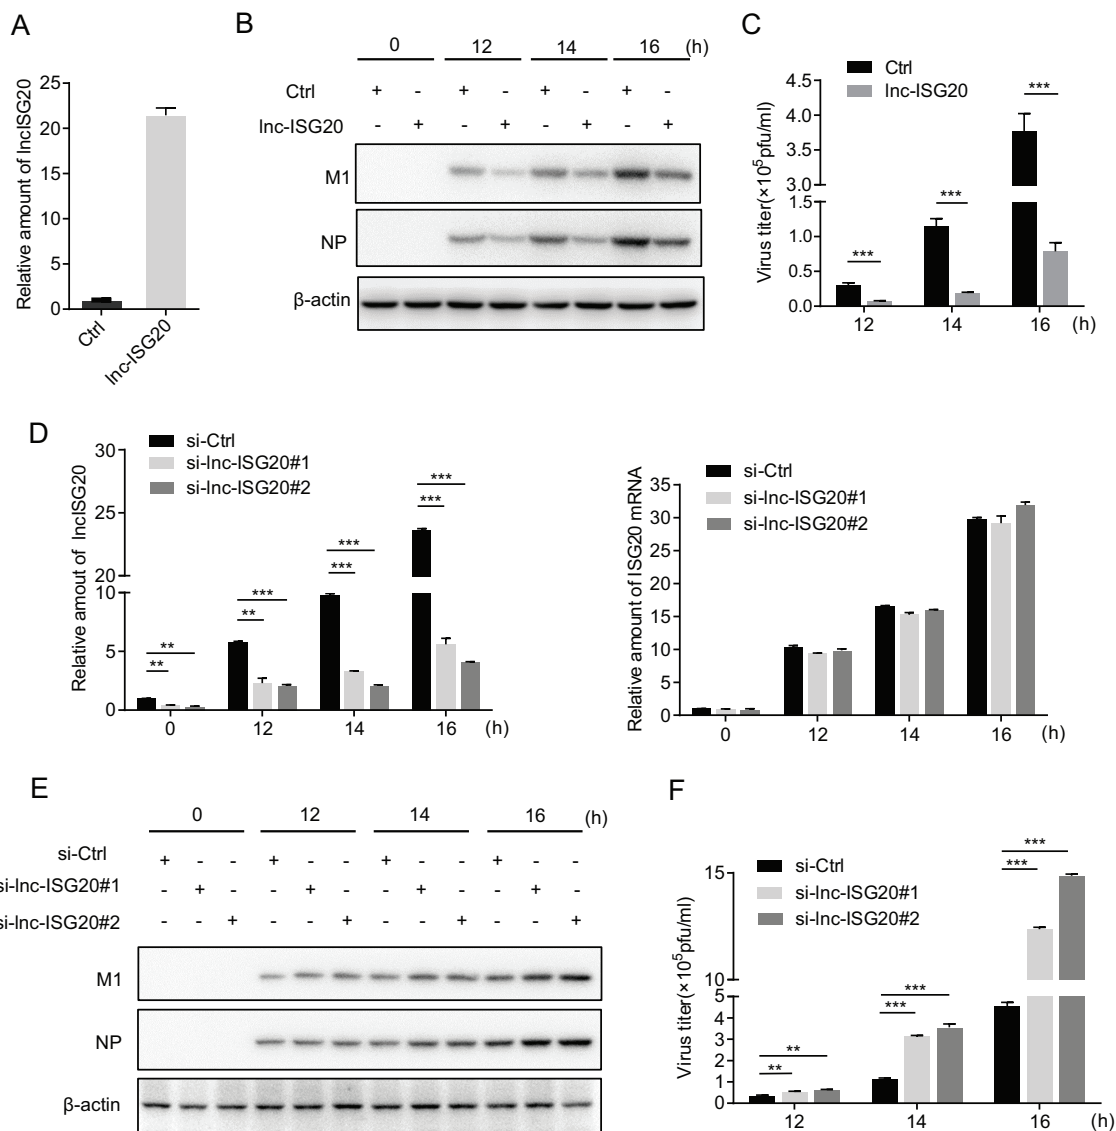 A
Relative amount of lncISG20
25
20
15
10
5
0
Ctrl
lnc-ISG20
B
0 12 14 16 (h)
Ctrl + - + - + - + -
lnc-ISG20 - + - + - + - +
M1
NP
β-actin
C
Ctrl
lnc-ISG20
Virus titer(×10⁵pfu/ml)
4.5
4.0
3.5
3.0
1.5
1.0
0.5
0.0
*** *** ***
12 14 16 (h)
D
si-Ctrl
si-lnc-ISG20#1
si-lnc-ISG20#2
Relative amout of lncISG20
30
20
10
5
0
** ** ** *** *** *** *** ***
0 12 14 16 (h)
si-Ctrl
si-lnc-ISG20#1
si-lnc-ISG20#2
Relative amount of ISG20 mRNA
35
30
25
20
15
10
5
0
0 12 14 16 (h)
E
0 12 14 16 (h)
si-Ctrl + - - + - - + - - + - -
si-lnc-ISG20#1 - + - - + - - + - - + -
si-lnc-ISG20#2 - - + - - + - - + - - +
M1
NP
β-actin
F
si-Ctrl
si-lnc-ISG20#1
si-lnc-ISG20#2
Virus titer(×10⁵pfu/ml)
15
10
5
4
3
2
1
0
** ** *** *** *** ***
12 14 16 (h)